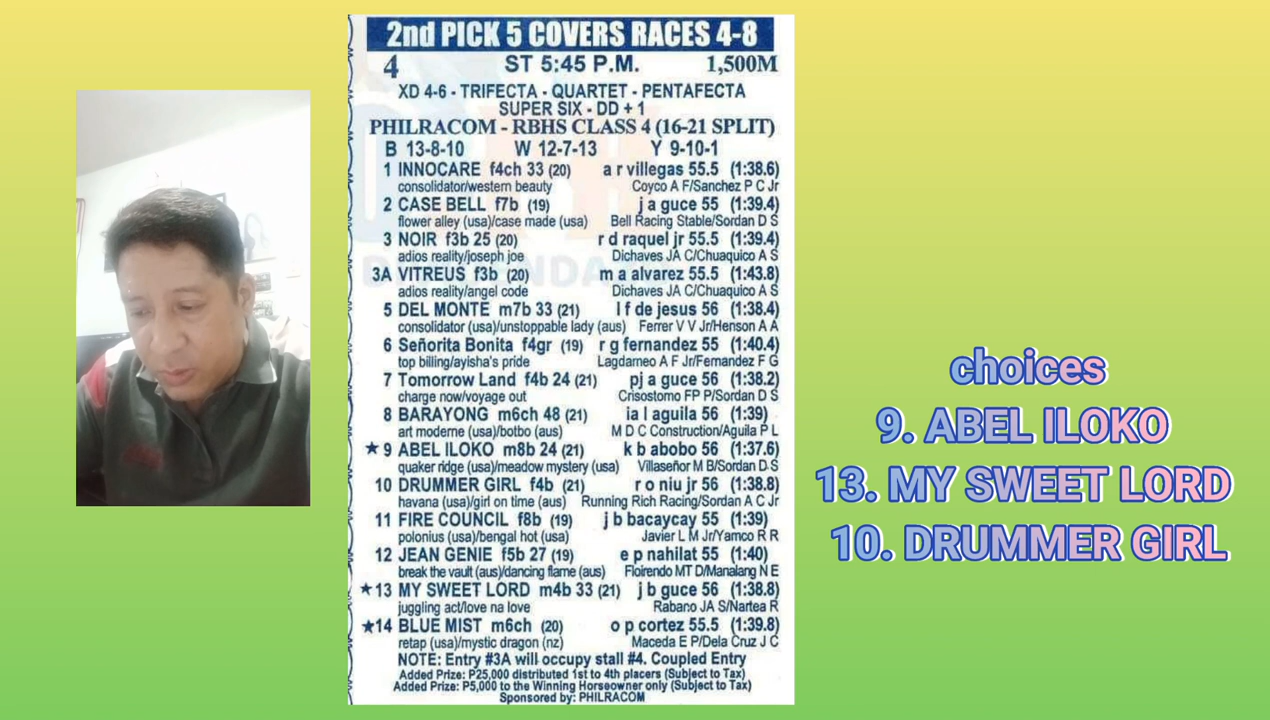 2nd PICK 5 COVERS RACES 4-8
4 ST 5:45 P.M. 1,500M
XD 4-6 - TRIFECTA - QUARTET - PENTAFECTA
SUPER SIX - DD + 1
PHILRACOM - RBHS CLASS 4 (16-21 SPLIT)
B 13-8-10 W 12-7-13 Y 9-10-1
1 INNOCARE f4ch 33 (20) a r villegas 55.5 (1:38.6)
consolidator/western beauty Coyco A F/Sanchez P C Jr
2 CASE BELL f7b (19) j a guce 55 (1:39.4)
flower alley (usa)/case made (usa) Bell Racing Stable/Sordan D S
3 NOIR f3b 25 (20) r d raquel jr 55.5 (1:39.4)
adios reality/joseph joe Dichaves JA C/Chuaquico A S
3A VITREUS f3b (20) m a alvarez 55.5 (1:43.8)
adios reality/angel code Dichaves JA C/Chuaquico A S
5 DEL MONTE m7b 33 (21) l f de jesus 56 (1:38.4)
consolidator (usa)/unstoppable lady (aus) Ferrer V V Jr/Henson A A
6 Señorita Bonita f4gr (19) r g fernandez 55 (1:40.4)
top billing/ayisha's pride Lagdameo A F Jr/Fernandez F G
7 Tomorrow Land f4b 24 (21) pj a guce 56 (1:38.2)
charge now/voyage out Crisostomo FP P/Sordan D S
8 BARAYONG m6ch 48 (21) ia l aguila 56 (1:39)
art moderne (usa)/botbo (aus) M D C Construction/Aguila P L
★ 9 ABEL ILOKO m8b 24 (21) k b abobo 56 (1:37.6)
quaker ridge (usa)/meadow mystery (usa) Villaseñor M B/Sordan D S
10 DRUMMER GIRL f4b (21) r o niu jr 56 (1:38.8)
havana (usa)/girl on time (aus) Running Rich Racing/Sordan A C Jr
11 FIRE COUNCIL f8b (19) j b bacaycay 55 (1:39)
polonius (usa)/bengal hot (usa) Javier L M Jr/Yamco R R
12 JEAN GENIE f5b 27 (19) e p nahilat 55 (1:40)
break the vault (aus)/dancing flame (aus) Floirendo MT D/Manalang N E
★ 13 MY SWEET LORD m4b 33 (21) j b guce 56 (1:38.8)
juggling act/love na love Rabano JA S/Nartea R
★ 14 BLUE MIST m6ch (20) o p cortez 55.5 (1:39.8)
retap (usa)/mystic dragon (nz) Maceda E P/Dela Cruz J C
NOTE: Entry #3A will occupy stall #4. Coupled Entry
Added Prize: P25,000 distributed 1st to 4th placers (Subject to Tax)
Added Prize: P5,000 to the Winning Horseowner only (Subject to Tax)
Sponsored by: PHILRACOM
choices
9. ABEL ILOKO
13. MY SWEET LORD
10. DRUMMER GIRL